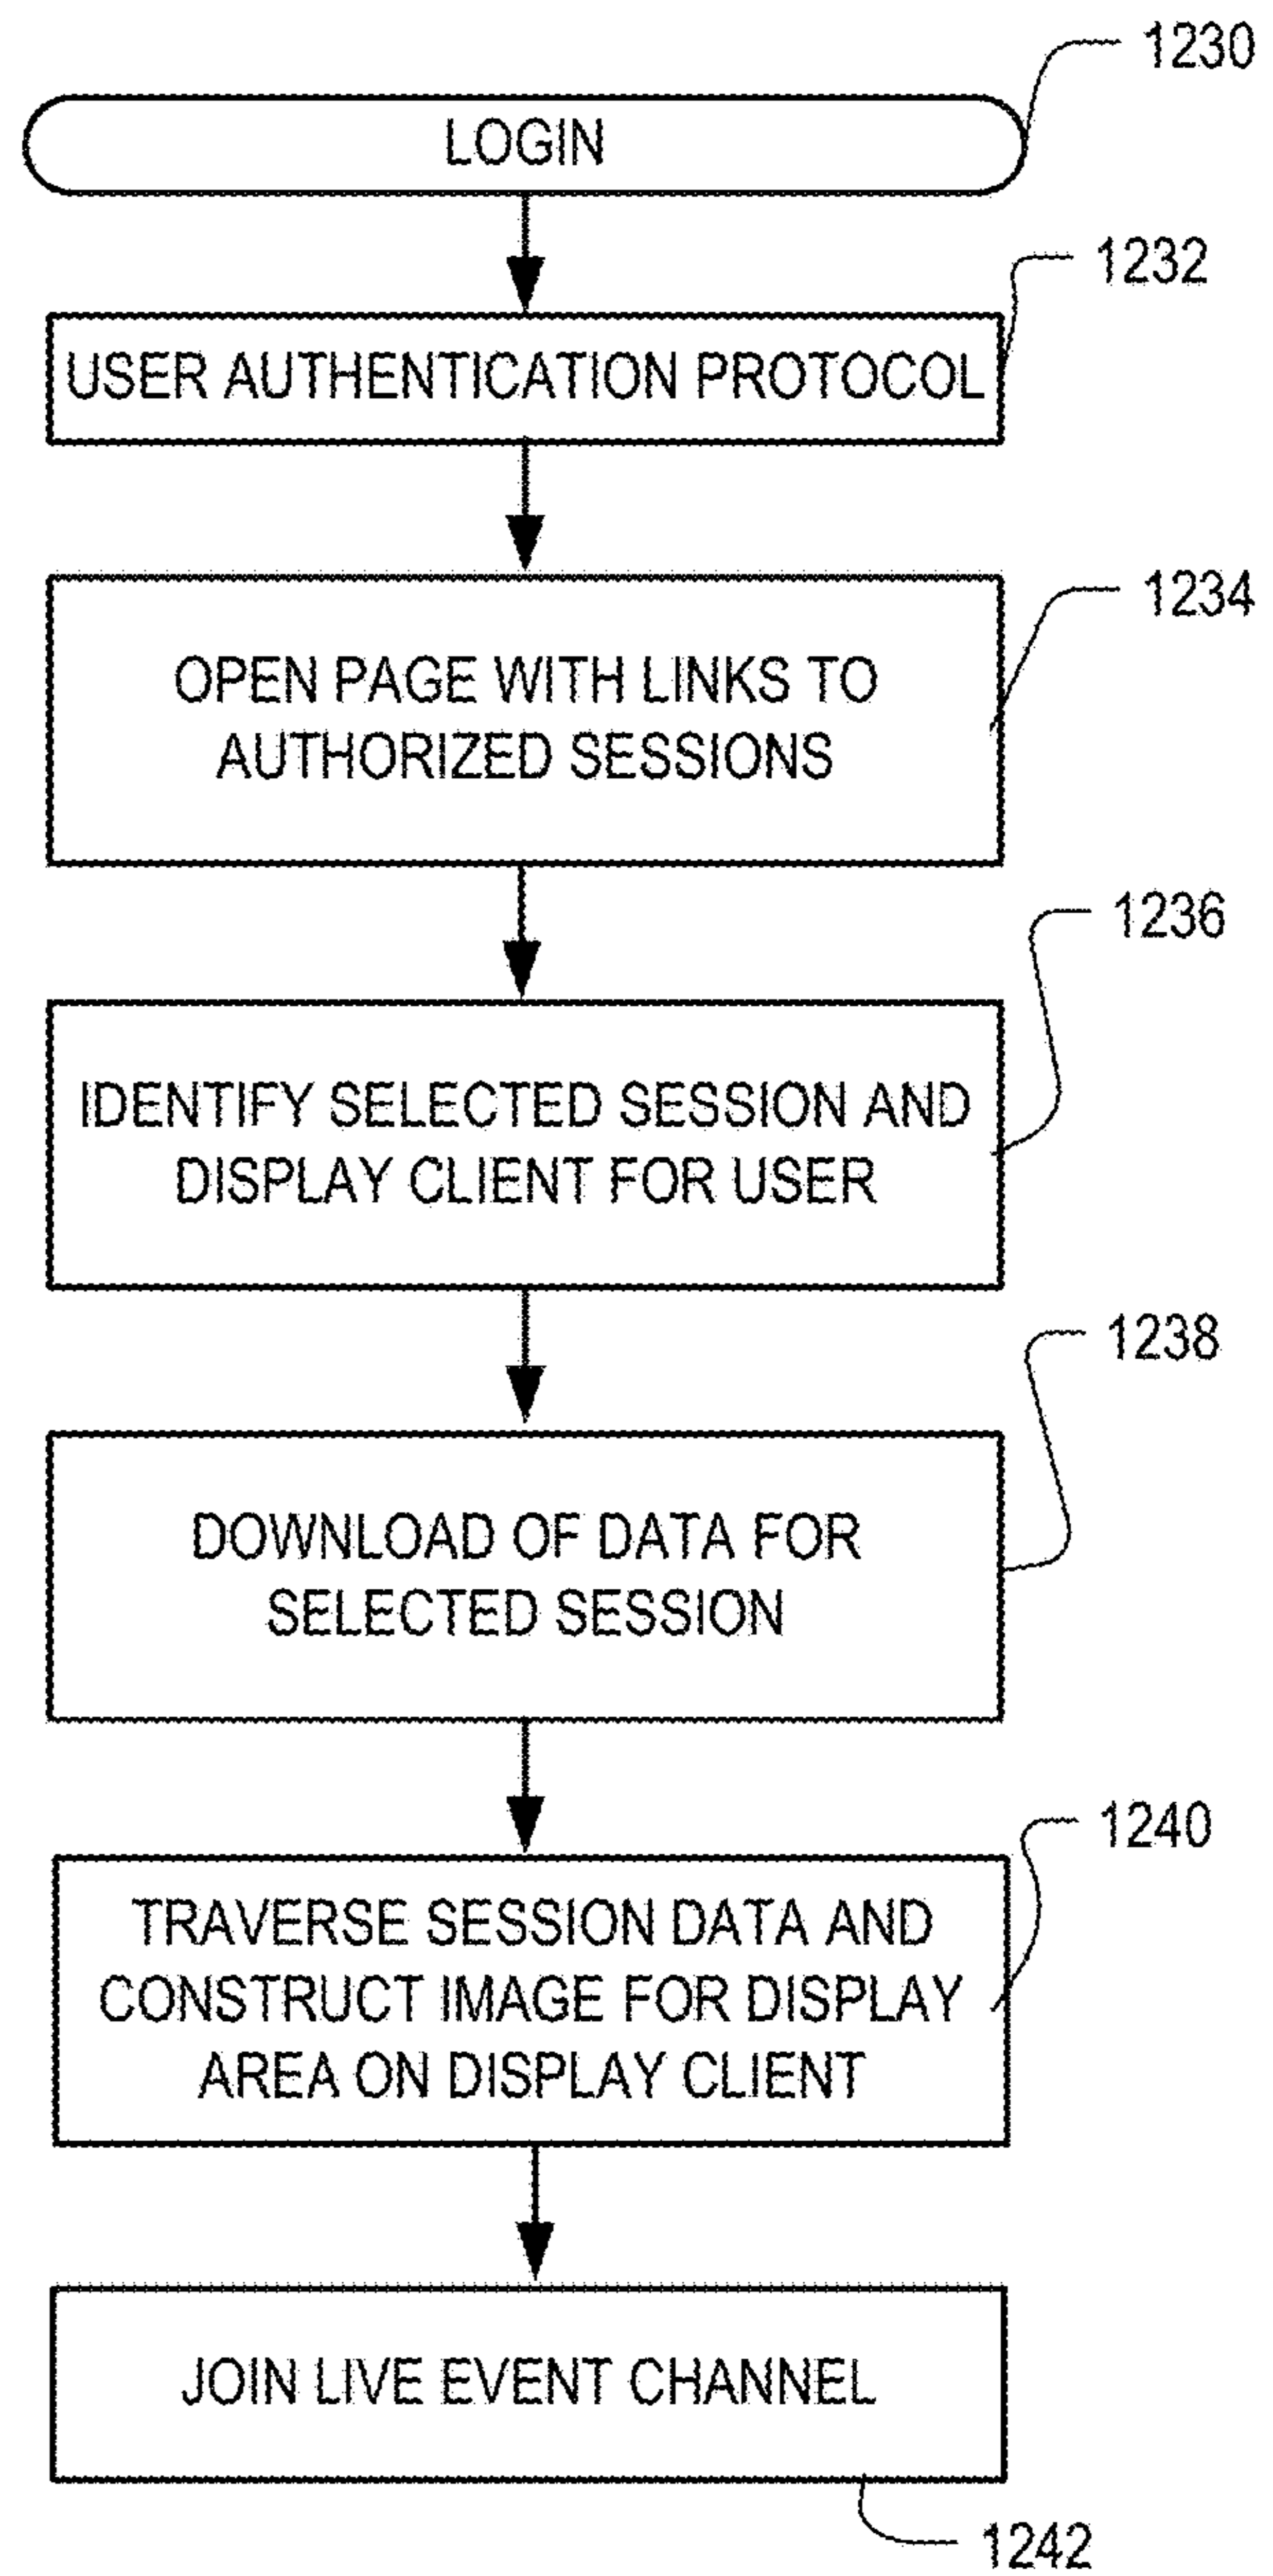 1230
LOGIN
1232
USER AUTHENTICATION PROTOCOL
1234
OPEN PAGE WITH LINKS TO
AUTHORIZED SESSIONS
1236
IDENTIFY SELECTED SESSION AND
DISPLAY CLIENT FOR USER
1238
DOWNLOAD OF DATA FOR
SELECTED SESSION
1240
TRAVERSE SESSION DATA AND
CONSTRUCT IMAGE FOR DISPLAY
AREA ON DISPLAY CLIENT
JOIN LIVE EVENT CHANNEL
1242